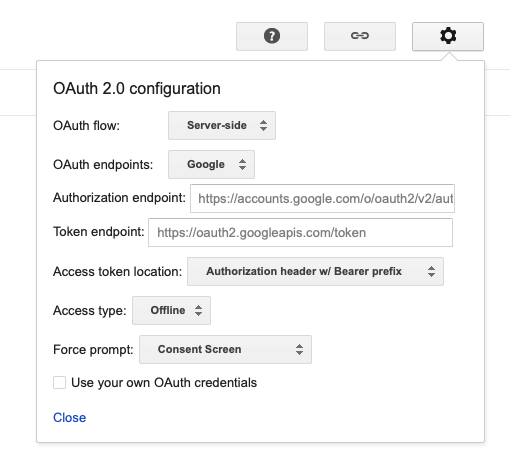 OAuth 2.0 configuration
OAuth flow: Server-side
OAuth endpoints: Google
Authorization endpoint: https://accounts.google.com/o/oauth2/v2/aut
Token endpoint: https://oauth2.googleapis.com/token
Access token location: Authorization header w/ Bearer prefix
Access type: Offline
Force prompt: Consent Screen
Use your own OAuth credentials
Close